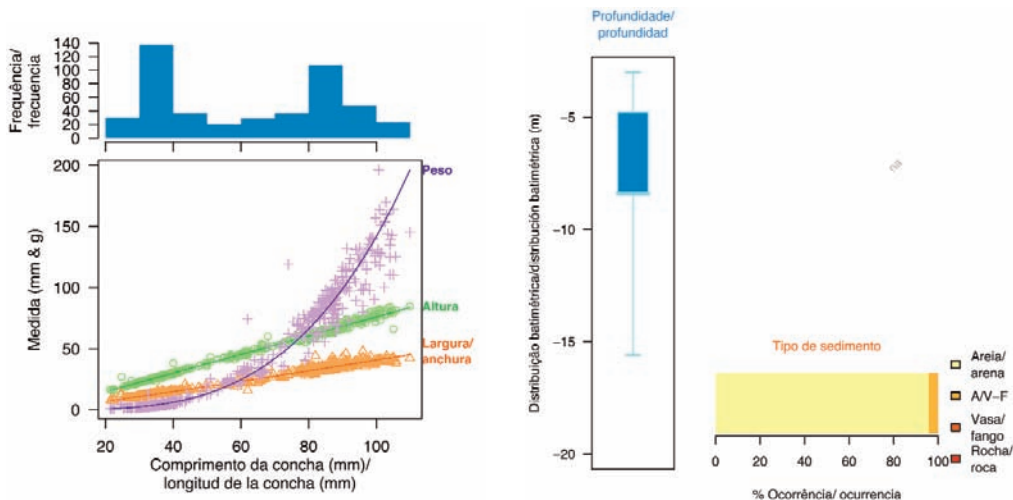 Frequência/
frecuencia
140
120
100
80
60
40
20
0
Medida (mm & g)
200
150
100
50
0
Peso
Altura
Largura/
anchura
20
40
60
80
100
Comprimento da concha (mm)/
longitud de la concha (mm)
Profundidade/
profundidad
Distribuição batimétrica/distribución batimétrica (m)
-5
-10
-15
-20
na
Tipo de sedimento
0
20
40
60
80
100
% Ocorrência/ ocurrencia
Areia/
arena
A/V-F
Vasa/
fango
Rocha/
roca